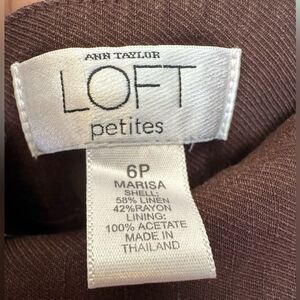 ANN TAYLOR
LOFT
petites
6P
MARISA
SHELL:
58% LINEN
42%RAYON
LINING:
100% ACETATE
MADE IN
THAILAND